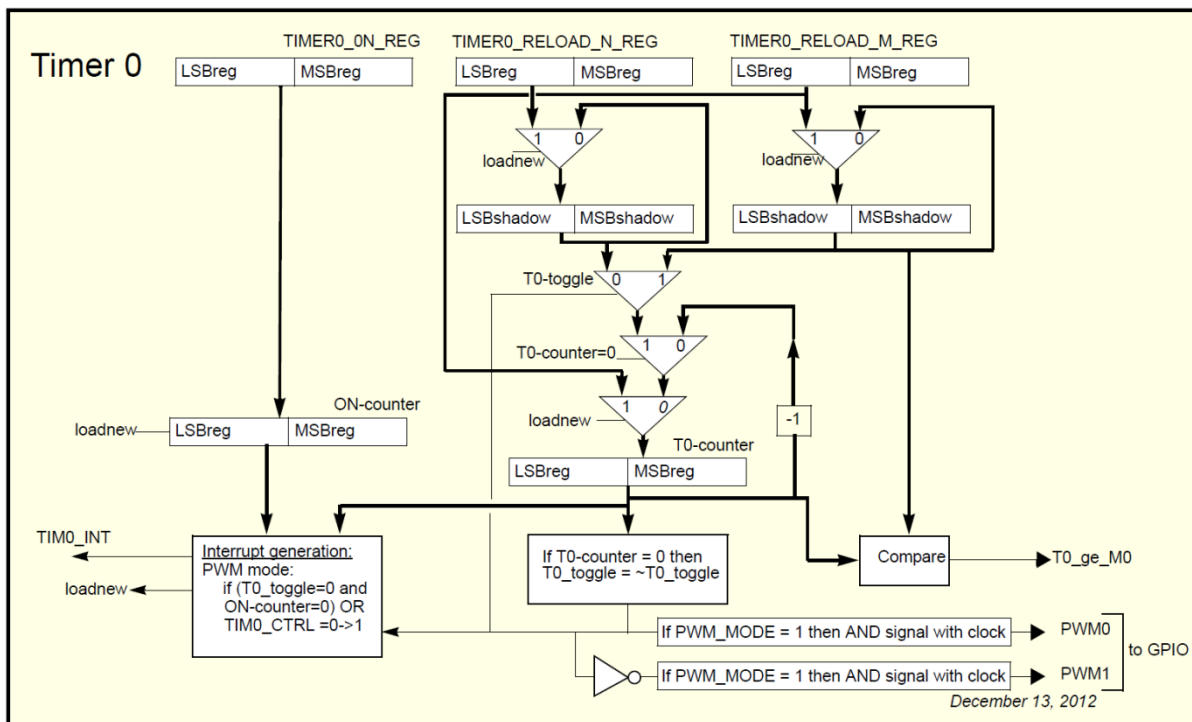 Timer 0
TIMER0_0N_REG
TIMER0_RELOAD_N_REG
TIMER0_RELOAD_M_REG
LSBreg MSBreg
LSBreg MSBreg
LSBreg MSBreg
1 0
loadnew
1 0
loadnew
LSBshadow MSBshadow
LSBshadow MSBshadow
T0-toggle
0 1
T0-counter=0
1 0
loadnew
1 0
-1
ON-counter
loadnew
LSBreg MSBreg
T0-counter
LSBreg MSBreg
TIM0_INT
loadnew
Interrupt generation:
PWM mode:
if (T0_toggle=0 and
ON-counter=0) OR
TIM0_CTRL =0->1
If T0-counter = 0 then
T0_toggle = ~T0_toggle
Compare
T0_ge_M0
If PWM_MODE = 1 then AND signal with clock
PWM0
If PWM_MODE = 1 then AND signal with clock
PWM1
to GPIO
December 13, 2012